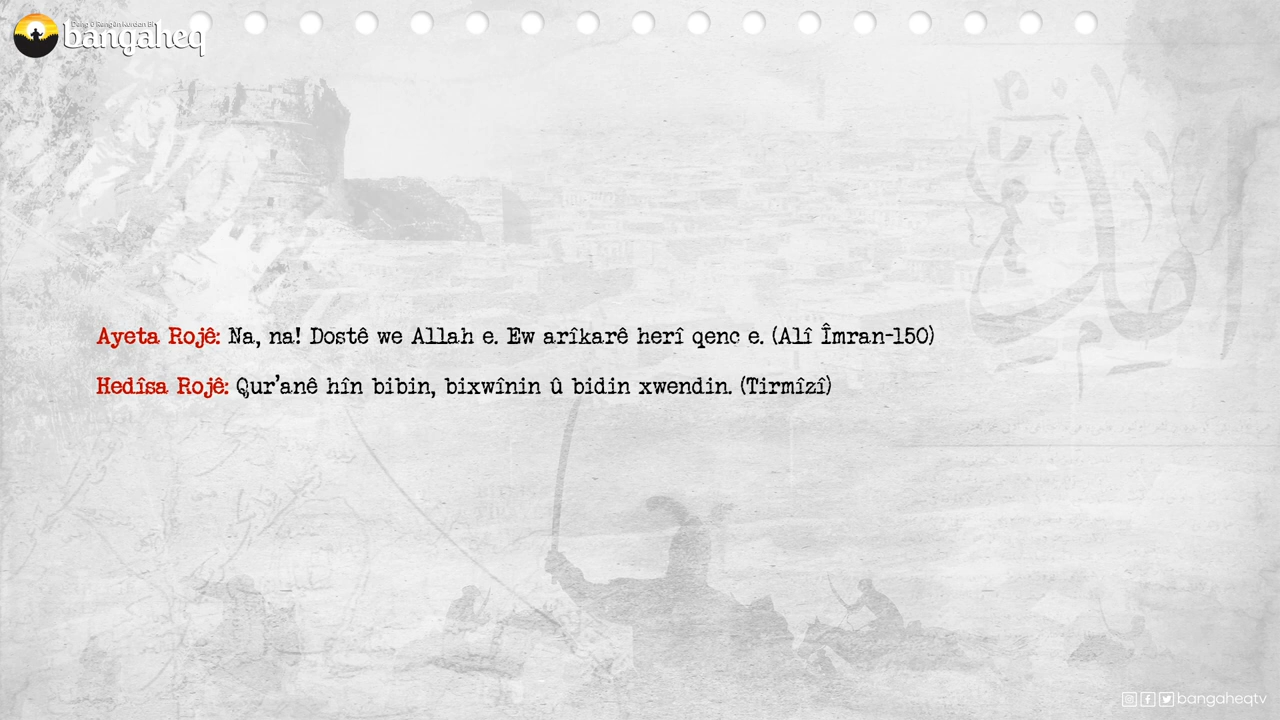 bangaheq
Ayeta Rojê: Na, na! Dostê we Allah e. Ew arîkarê herî qenc e. (Alî Îmran-150)
Hedîsa Rojê: Qur'anê hîn bibin, bixwînin û bidin xwendin. (Tirmîzî)
bangaheqtv